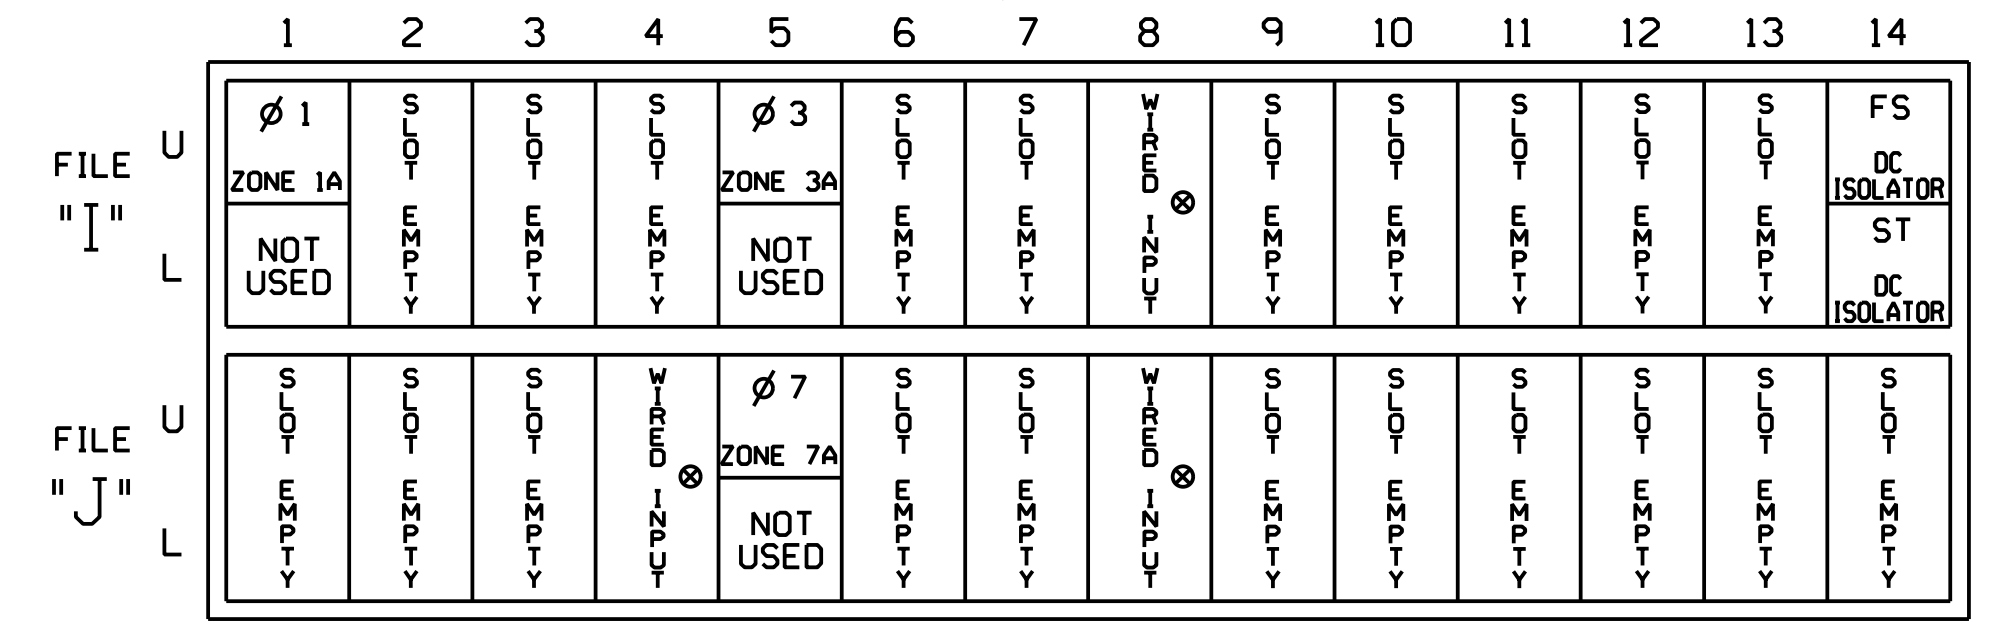 1 2 3 4 5 6 7 8 9 10 11 12 13 14
FILE
"I"
U
L
Ø 1
ZONE 1A
NOT
USED
SLOT EMPTY
SLOT EMPTY
SLOT EMPTY
Ø 3
ZONE 3A
NOT
USED
SLOT EMPTY
SLOT EMPTY
WIRED INPUT
SLOT EMPTY
SLOT EMPTY
SLOT EMPTY
SLOT EMPTY
SLOT EMPTY
FS
DC
ISOLATOR
ST
DC
ISOLATOR
FILE
"J"
U
L
SLOT EMPTY
SLOT EMPTY
SLOT EMPTY
WIRED INPUT
Ø 7
ZONE 7A
NOT
USED
SLOT EMPTY
SLOT EMPTY
WIRED INPUT
SLOT EMPTY
SLOT EMPTY
SLOT EMPTY
SLOT EMPTY
SLOT EMPTY
SLOT EMPTY